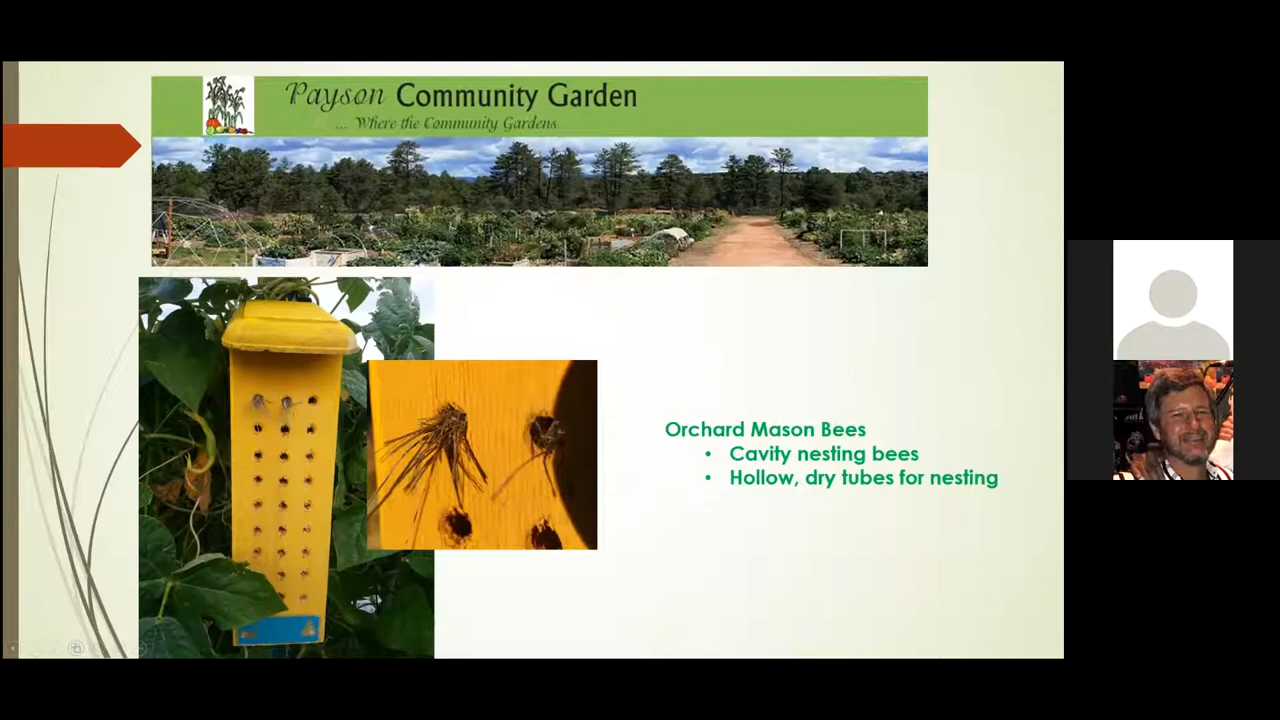 Payson Community Garden
... Where the Community Gardens
Orchard Mason Bees
• Cavity nesting bees
• Hollow, dry tubes for nesting